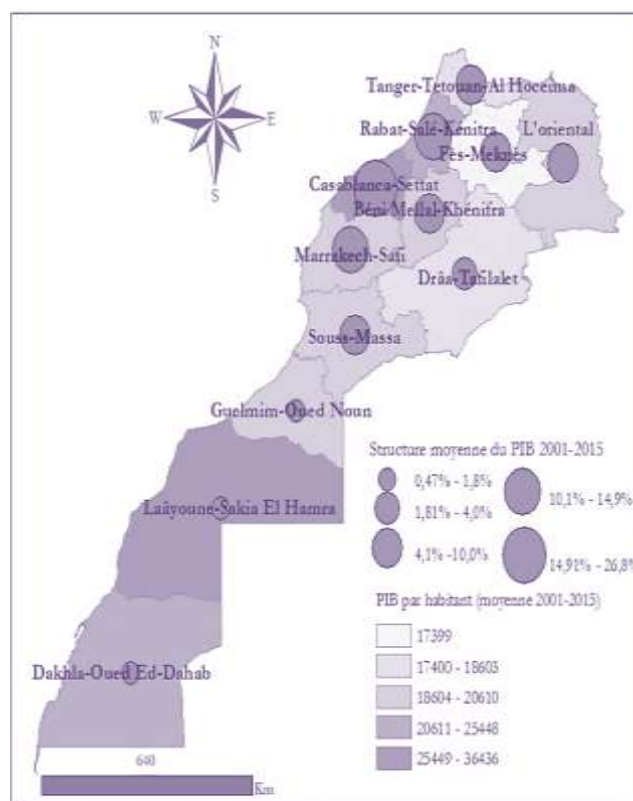 N
W E
S
Tanger-Tetouan-Al Hoceima
Rabat-Salé-Kénitra
L'oriental
Fès-Meknès
Casablanca-Settat
Béni Mellal-Khénifra
Marrakech-Safi
Drâa-Tafilalet
Souss-Massa
Guelmim-Oued Noun
Laâyoune-Sakia El Hamra
Dakhla-Oued Ed-Dahab
Structure moyenne du PIB 2001-2015
0,47% - 1,8%
1,81% - 4,0%
4,1% -10,0%
10,1% - 14,9%
14,91% - 26,8%
PIB par habitant (moyenne 2001-2015)
17399
17400 - 18603
18604 - 20610
20611 - 25448
25449 - 36436
640
Km